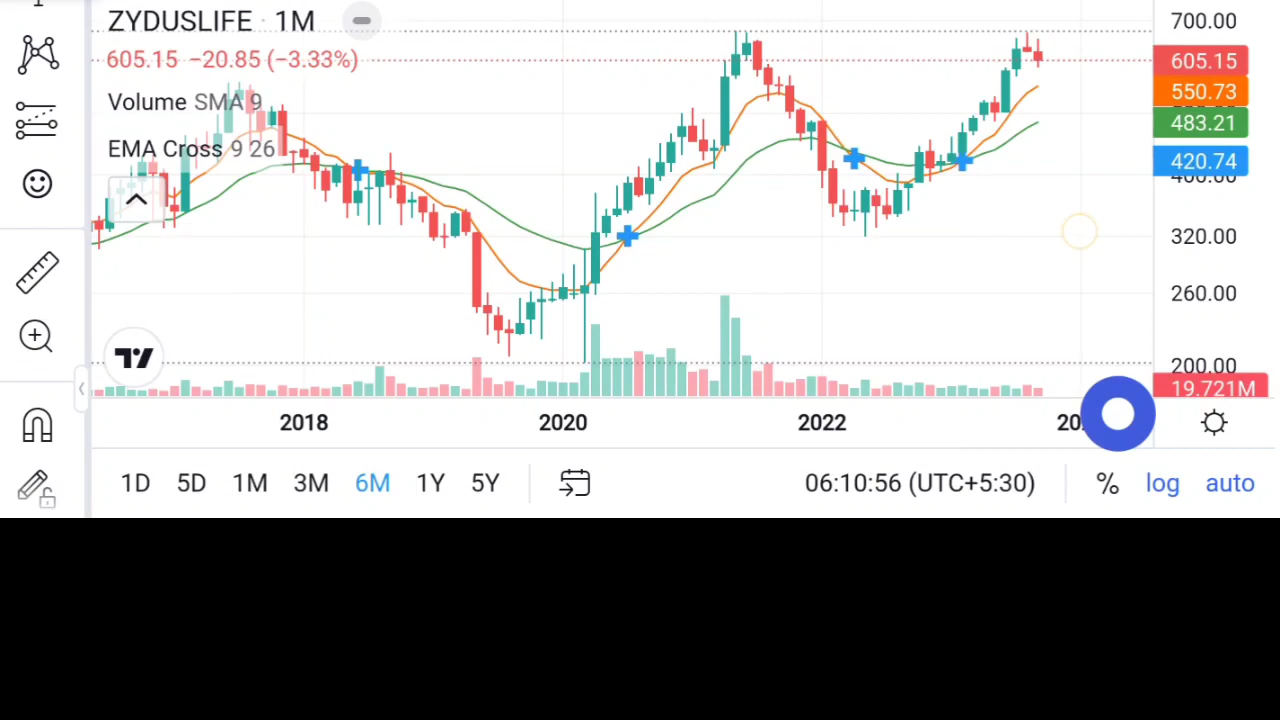 ZYDUSLIFE · 1M
605.15 −20.85 (−3.33%)
Volume SMA 9
EMA Cross 9 26
700.00
605.15
550.73
483.21
420.74
400.00
320.00
260.00
200.00
19.721M
2018 2020 2022
1D 5D 1M 3M 6M 1Y 5Y 06:10:56 (UTC+5:30) % log auto